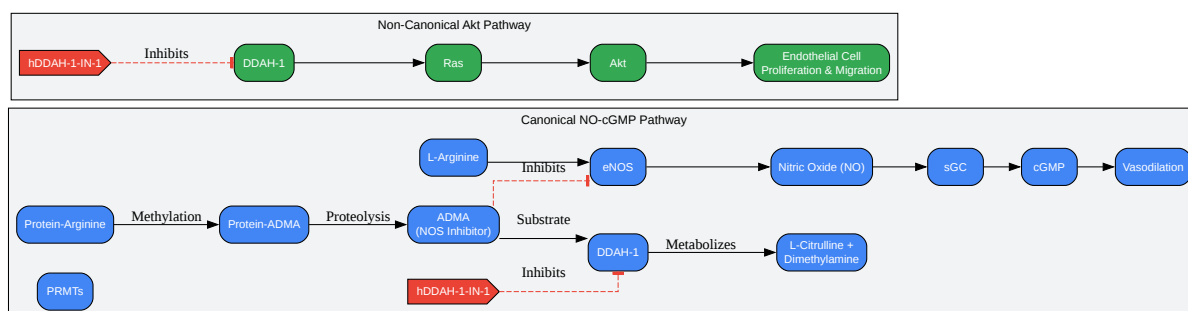 Non-Canonical Akt Pathway
hDDAH-1-IN-1
Inhibits
DDAH-1
Ras
Akt
Endothelial Cell
Proliferation & Migration
Canonical NO-cGMP Pathway
L-Arginine
Inhibits
eNOS
Nitric Oxide (NO)
sGC
cGMP
Vasodilation
Protein-Arginine
Methylation
Protein-ADMA
Proteolysis
ADMA
(NOS Inhibitor)
Substrate
DDAH-1
Metabolizes
L-Citrulline +
Dimethylamine
PRMTs
hDDAH-1-IN-1
Inhibits